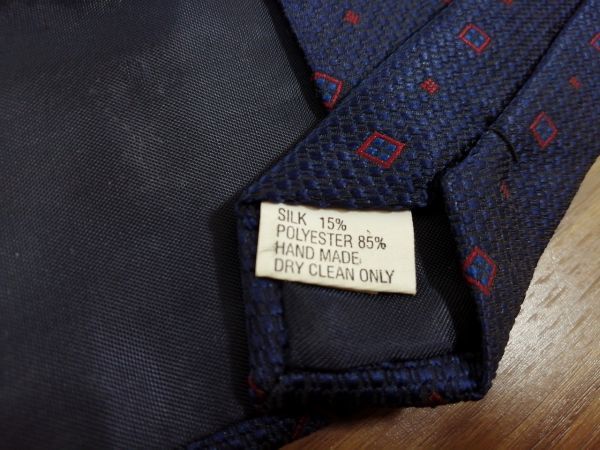 SILK 15%
POLYESTER 85%
HAND MADE
DRY CLEAN ONLY